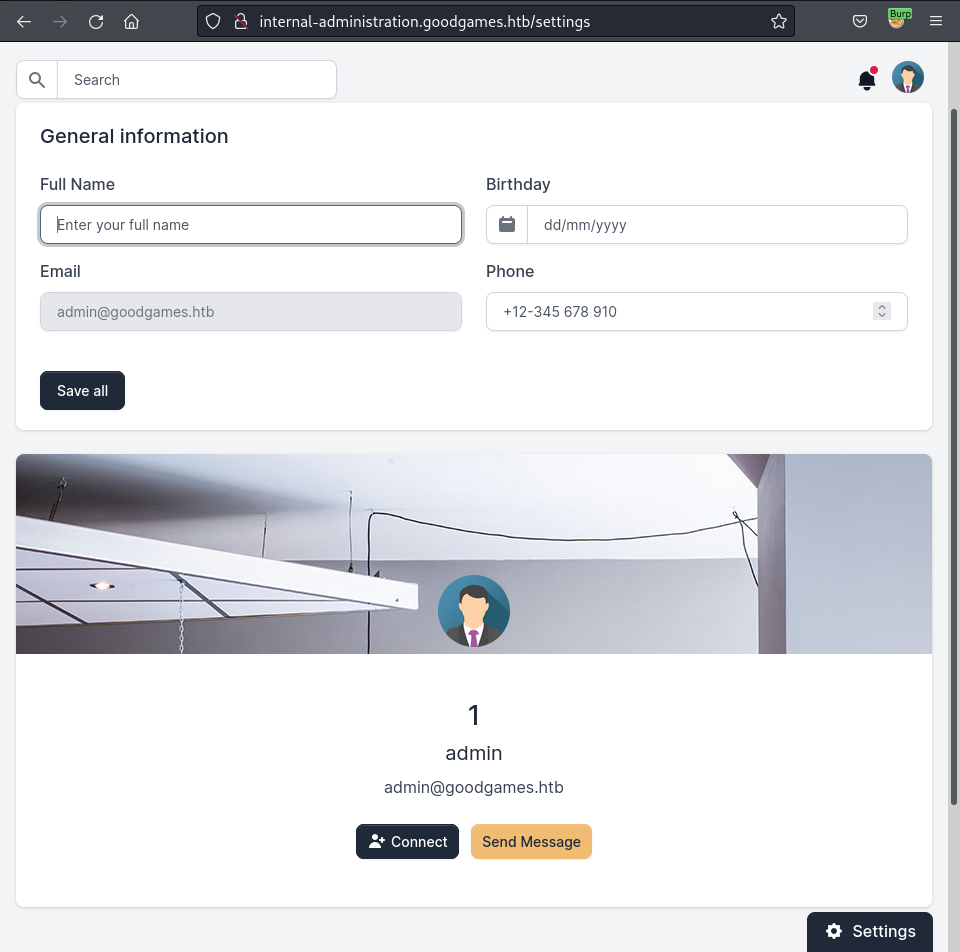 internal-administration.goodgames.htb/settings
Burp
Search
General information
Full Name
Birthday
Enter your full name
dd/mm/yyyy
Email
Phone
admin@goodgames.htb
+12-345 678 910
Save all
1
admin
admin@goodgames.htb
Connect
Send Message
Settings